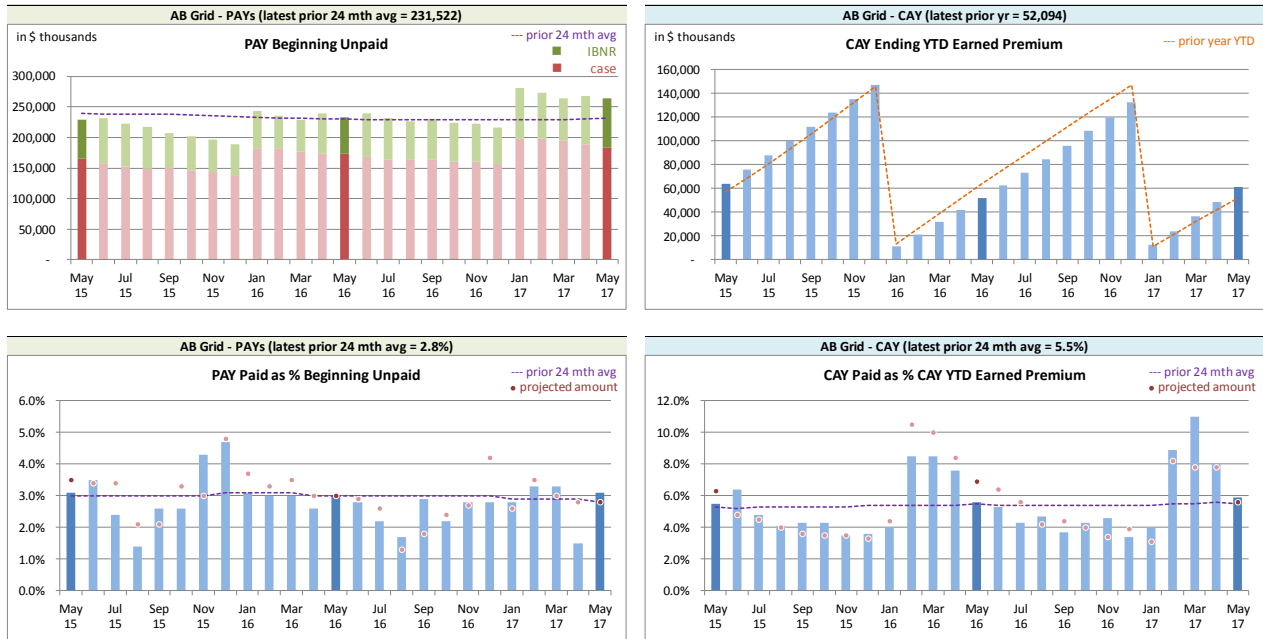 AB Grid - PAYs (latest prior 24 mth avg = 231,522)
in $ thousands
PAY Beginning Unpaid
--- prior 24 mth avg
IBNR
case
300,000
250,000
200,000
150,000
100,000
50,000
-
May Jul Sep Nov Jan Mar May Jul Sep Nov Jan Mar May
15 15 15 15 16 16 16 16 16 16 17 17 17
AB Grid - CAY (latest prior yr = 52,094)
in $ thousands
CAY Ending YTD Earned Premium
--- prior year YTD
160,000
140,000
120,000
100,000
80,000
60,000
40,000
20,000
-
May Jul Sep Nov Jan Mar May Jul Sep Nov Jan Mar May
15 15 15 15 16 16 16 16 16 16 17 17 17
AB Grid - PAYs (latest prior 24 mth avg = 2.8%)
PAY Paid as % Beginning Unpaid
--- prior 24 mth avg
• projected amount
6.0%
5.0%
4.0%
3.0%
2.0%
1.0%
0.0%
May Jul Sep Nov Jan Mar May Jul Sep Nov Jan Mar May
15 15 15 15 16 16 16 16 16 16 17 17 17
AB Grid - CAY (latest prior 24 mth avg = 5.5%)
CAY Paid as % CAY YTD Earned Premium
--- prior 24 mth avg
• projected amount
12.0%
10.0%
8.0%
6.0%
4.0%
2.0%
0.0%
May Jul Sep Nov Jan Mar May Jul Sep Nov Jan Mar May
15 15 15 15 16 16 16 16 16 16 17 17 17